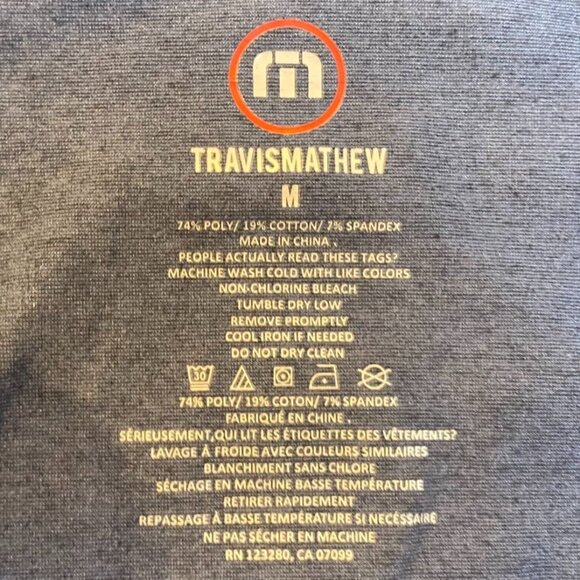 TRAVISMATHEW
M
74% POLY/ 19% COTTON/ 7% SPANDEX
MADE IN CHINA .
PEOPLE ACTUALLY READ THESE TAGS?
MACHINE WASH COLD WITH LIKE COLORS
NON-CHLORINE BLEACH
TUMBLE DRY LOW
REMOVE PROMPTLY
COOL IRON IF NEEDED
DO NOT DRY CLEAN
30
74% POLY/ 19% COTON/ 7% SPANDEX
FABRIQUÉ EN CHINE .
SÉRIEUSEMENT,QUI LIT LES ÉTIQUETTES DES VÊTEMENTS?
LAVAGE À FROIDE AVEC COULEURS SIMILAIRES
BLANCHIMENT SANS CHLORE
SÉCHAGE EN MACHINE BASSE TEMPÉRATURE
RETIRER RAPIDEMENT
REPASSAGE À BASSE TEMPÉRATURE SI NÉCESSAIRE
NE PAS SÉCHER EN MACHINE
RN 123280, CA 07099